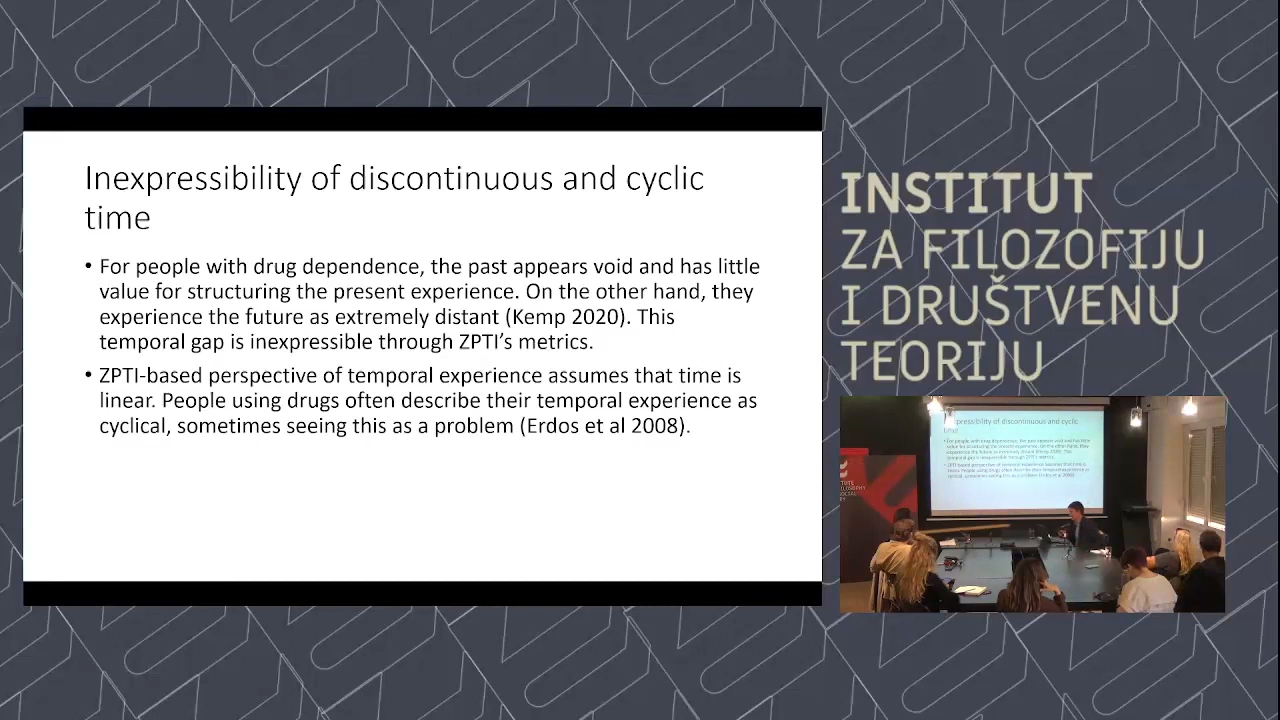 Inexpressibility of discontinuous and cyclic
time
• For people with drug dependence, the past appears void and has little
value for structuring the present experience. On the other hand, they
experience the future as extremely distant (Kemp 2020). This
temporal gap is inexpressible through ZPTI’s metrics.
• ZPTI-based perspective of temporal experience assumes that time is
linear. People using drugs often describe their temporal experience as
cyclical, sometimes seeing this as a problem (Erdos et al 2008).
INSTITUT
ZA FILOZOFIJU
I DRUŠTVENU
TEORIJU